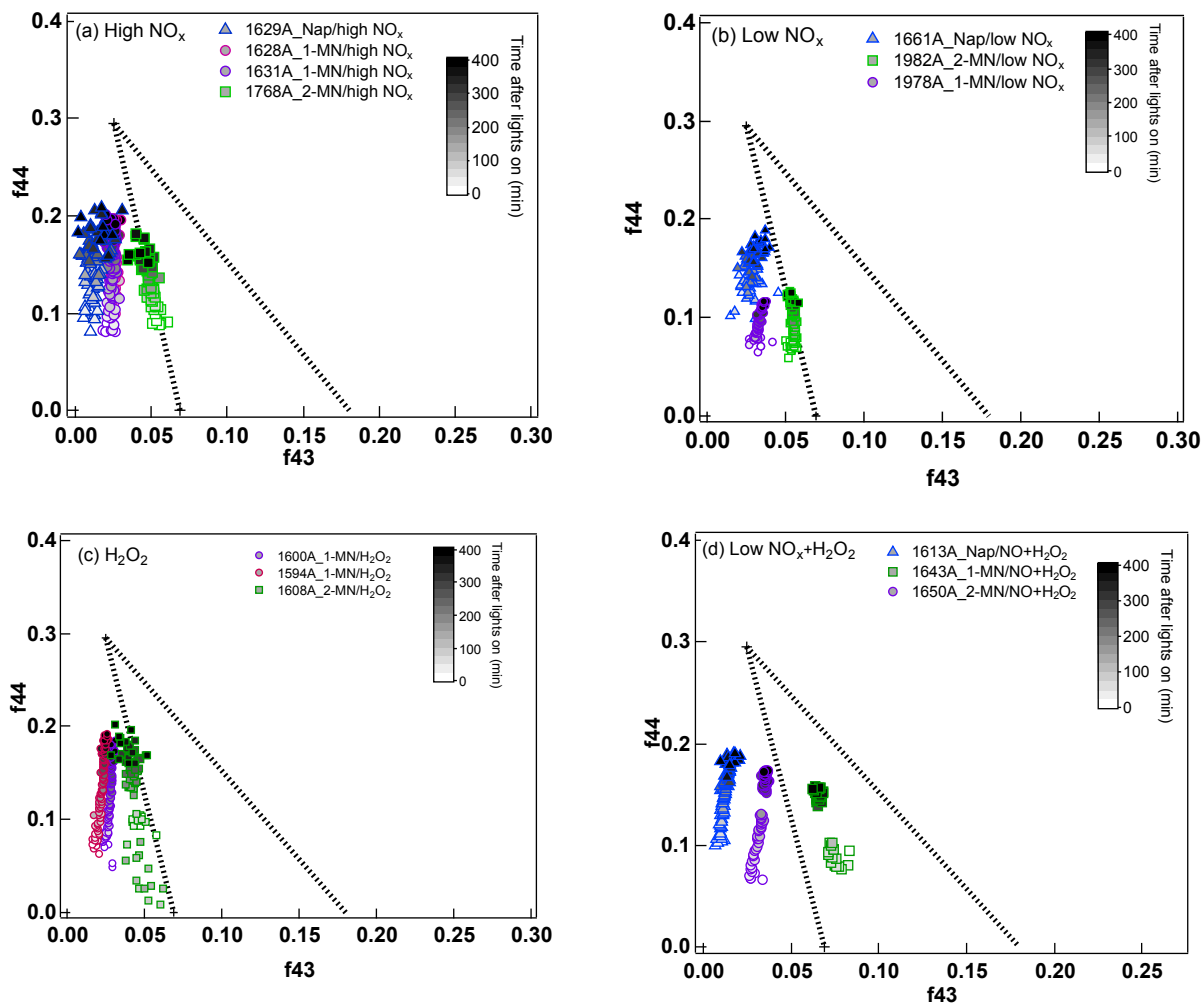 (a) High NOₓ
1629A_Nap/high NOₓ
1628A_1-MN/high NOₓ
1631A_1-MN/high NOₓ
1768A_2-MN/high NOₓ
Time after lights on (min)
400
300
200
100
0
0.4
0.3
0.2
0.1
0.0
f44
0.00 0.05 0.10 0.15 0.20 0.25 0.30
f43
(b) Low NOₓ
1661A_Nap/low NOₓ
1982A_2-MN/low NOₓ
1978A_1-MN/low NOₓ
Time after lights on (min)
400
300
200
100
0
0.4
0.3
0.2
0.1
0.0
f44
0.00 0.05 0.10 0.15 0.20 0.25 0.30
f43
(c) H₂O₂
1600A_1-MN/H₂O₂
1594A_1-MN/H₂O₂
1608A_2-MN/H₂O₂
Time after lights on (min)
400
300
200
100
0
0.4
0.3
0.2
0.1
0.0
f44
0.00 0.05 0.10 0.15 0.20 0.25 0.30
f43
(d) Low NOₓ+H₂O₂
1613A_Nap/NO+H₂O₂
1643A_1-MN/NO+H₂O₂
1650A_2-MN/NO+H₂O₂
Time after lights on (min)
400
300
200
100
0
0.4
0.3
0.2
0.1
0.0
f44
0.00 0.05 0.10 0.15 0.20 0.25
f43